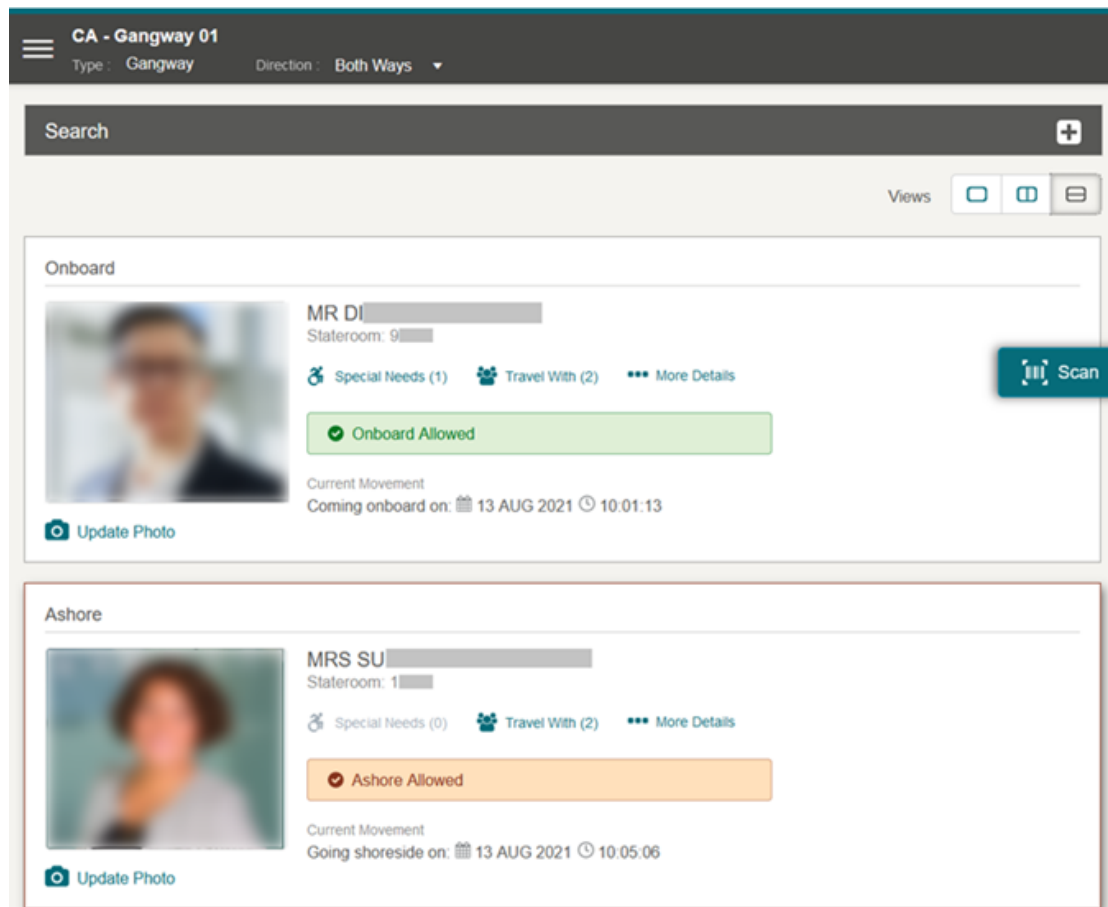 CA - Gangway 01
Type : Gangway Direction : Both Ways
Search
Views
Onboard
MR DI
Stateroom: 9
Special Needs (1) Travel With (2) More Details
Scan
Onboard Allowed
Current Movement
Coming onboard on: 13 AUG 2021 10:01:13
Update Photo
Ashore
MRS SU
Stateroom: 1
Special Needs (0) Travel With (2) More Details
Ashore Allowed
Current Movement
Going shoreside on: 13 AUG 2021 10:05:06
Update Photo